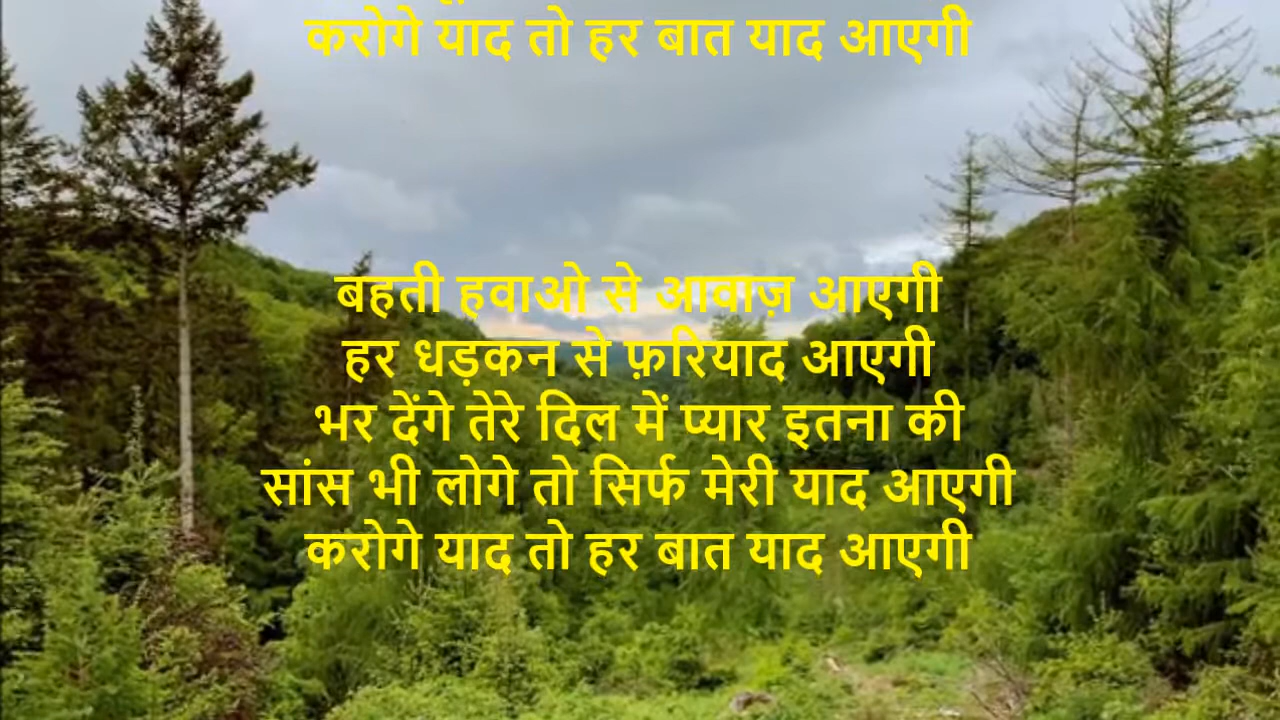 करोगे याद तो हर बात याद आएगी
बहती हवाओ से आवाज़ आएगी
हर धड़कन से फ़रियाद आएगी
भर देंगे तेरे दिल में प्यार इतना की
सांस भी लोगे तो सिर्फ मेरी याद आएगी
करोगे याद तो हर बात याद आएगी